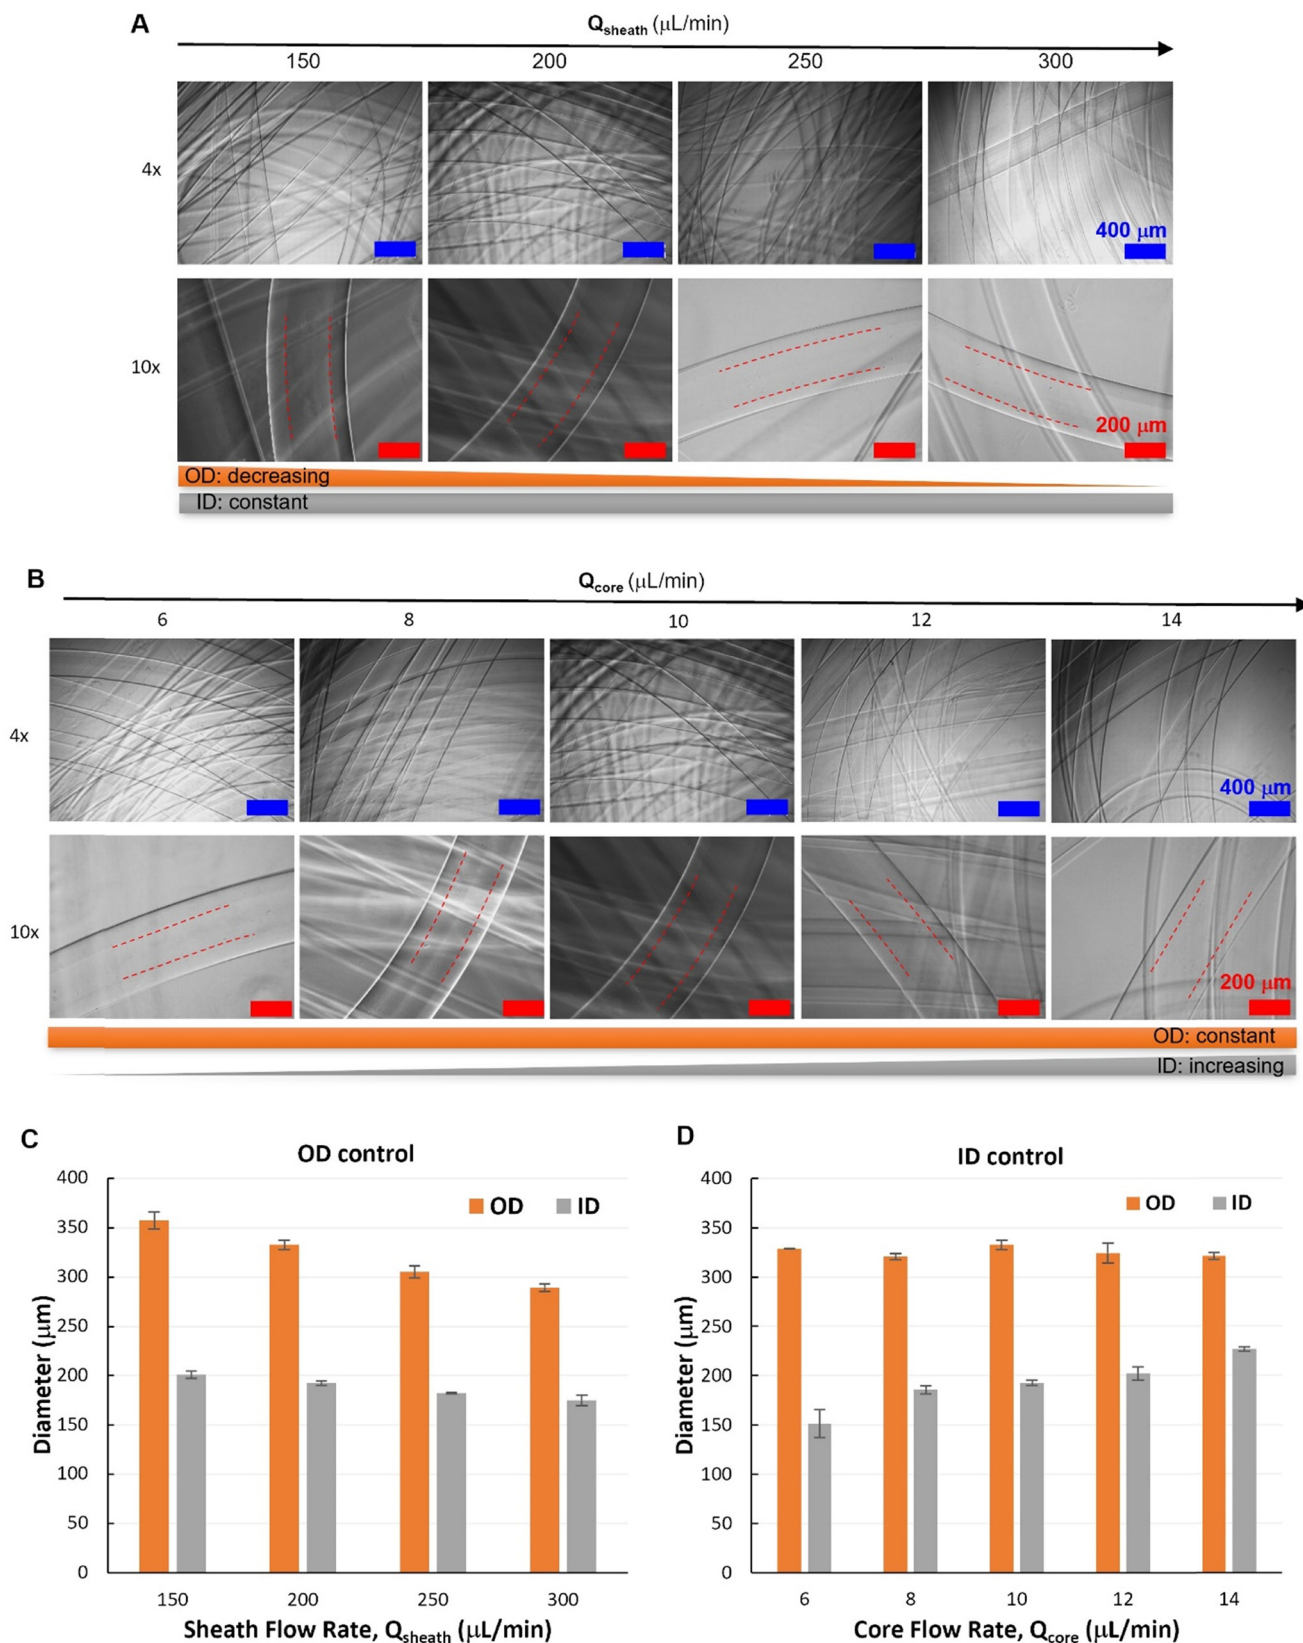 A
Qsheath (μL/min)
150 200 250 300
4x
400 μm
10x
200 μm
OD: decreasing
ID: constant
B
Qcore (μL/min)
6 8 10 12 14
4x
400 μm
10x
200 μm
OD: constant
ID: increasing
C
OD control
OD ID
400
350
300
250
200
150
100
50
0
Diameter (μm)
150 200 250 300
Sheath Flow Rate, Qsheath (μL/min)
D
ID control
OD ID
400
350
300
250
200
150
100
50
0
Diameter (μm)
6 8 10 12 14
Core Flow Rate, Qcore (μL/min)